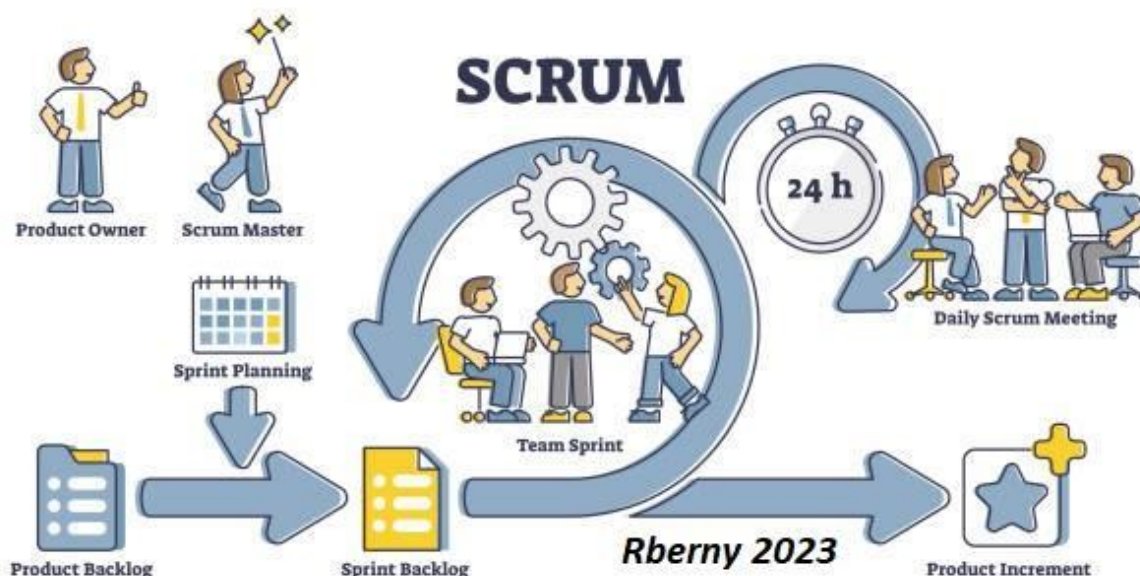 SCRUM
24 h
Product Owner
Scrum Master
Daily Scrum Meeting
Sprint Planning
Team Sprint
Product Backlog
Sprint Backlog
Rberny 2023
Product Increment